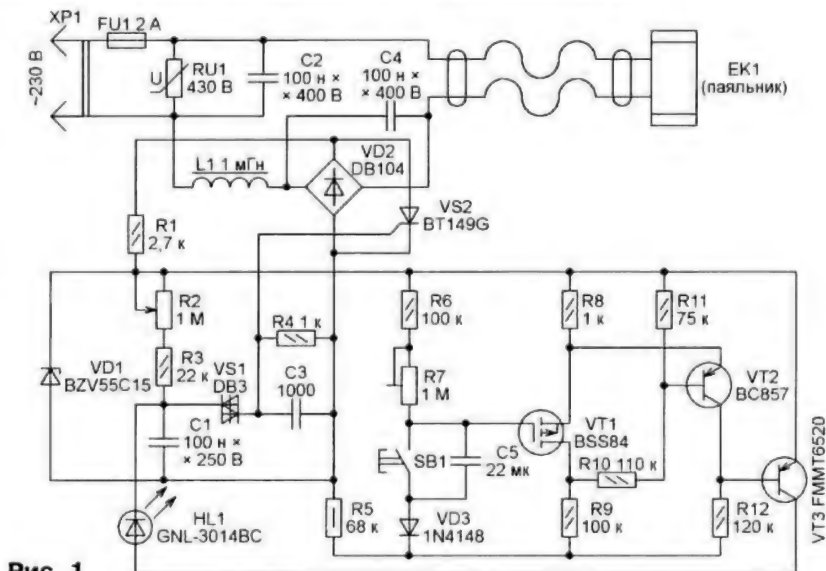 XP1
FU1 2 А
~230 В
U
RU1
430 В
C2
100 н ×
× 400 В
C4
100 н ×
× 400 В
EK1
(паяльник)
L1 1 мГн
VD2
DB104
VS2
BT149G
R1
2,7 к
R2
1 М
R3
22 к
VD1
BZV55C15
VS1
DB3
R4 1 к
C3
1000
C1
100 н ×
× 250 В
HL1
GNL-3014BC
R5
68 к
R6
100 к
R7
1 М
SB1
C5
22 мк
VD3
1N4148
R8
1 к
VT1
BSS84
R10 110 к
R9
100 к
R11
75 к
VT2
BC857
R12
120 к
VT3 FMMT6520
Рис. 1